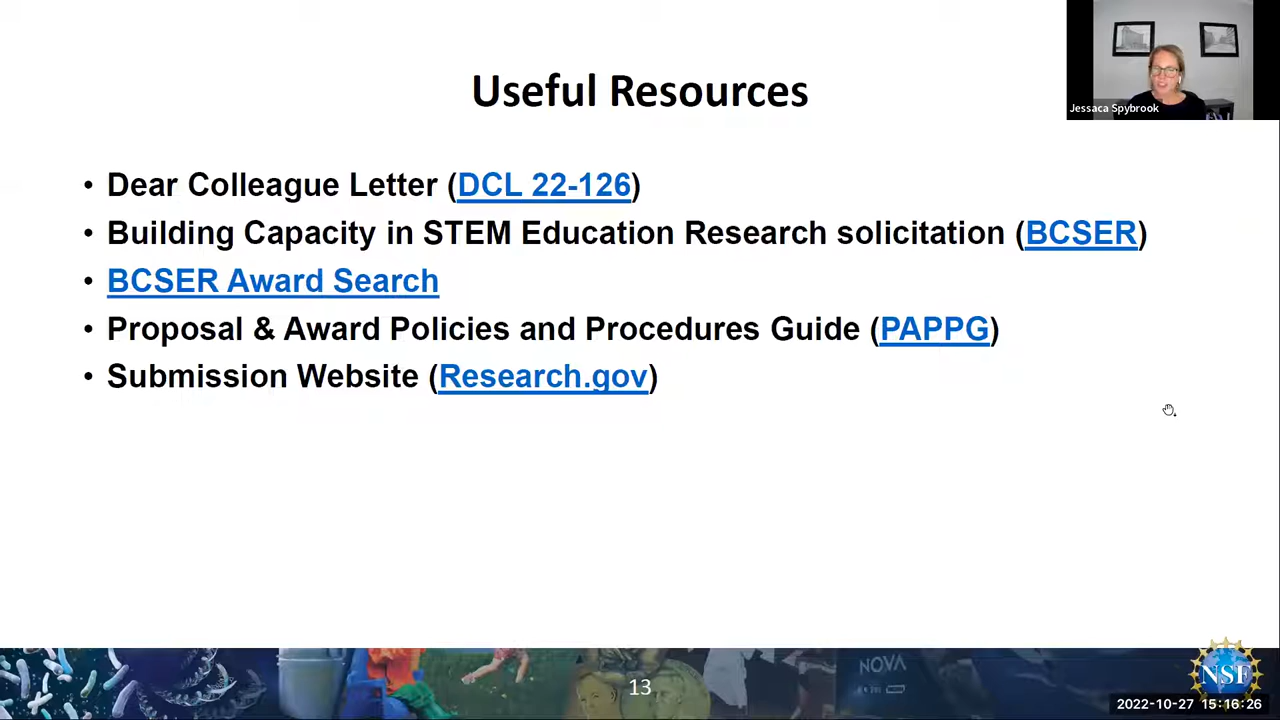 Useful Resources
Jessaca Spybrook
• Dear Colleague Letter (DCL 22-126)
• Building Capacity in STEM Education Research solicitation (BCSER)
• BCSER Award Search
• Proposal & Award Policies and Procedures Guide (PAPPG)
• Submission Website (Research.gov)
NOVA
13
NSF
2022-10-27 15:16:26